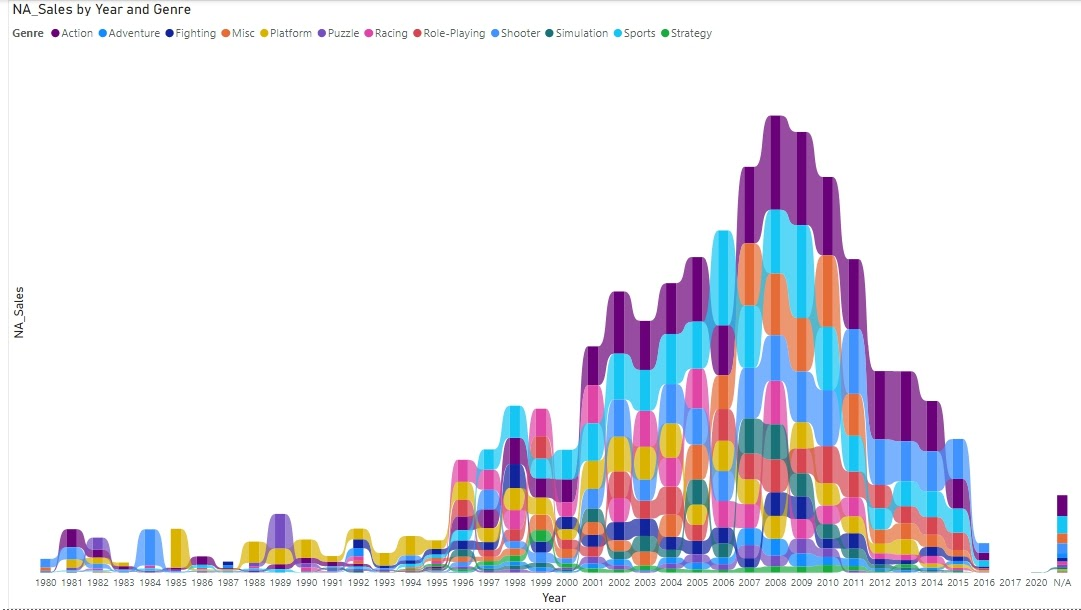 NA_Sales by Year and Genre
Genre Action Adventure Fighting Misc Platform Puzzle Racing Role-Playing Shooter Simulation Sports Strategy
NA_Sales
1980 1981 1982 1983 1984 1985 1986 1987 1988 1989 1990 1991 1992 1993 1994 1995 1996 1997 1998 1999 2000 2001 2002 2003 2004 2005 2006 2007 2008 2009 2010 2011 2012 2013 2014 2015 2016 2017 2020 N/A
Year